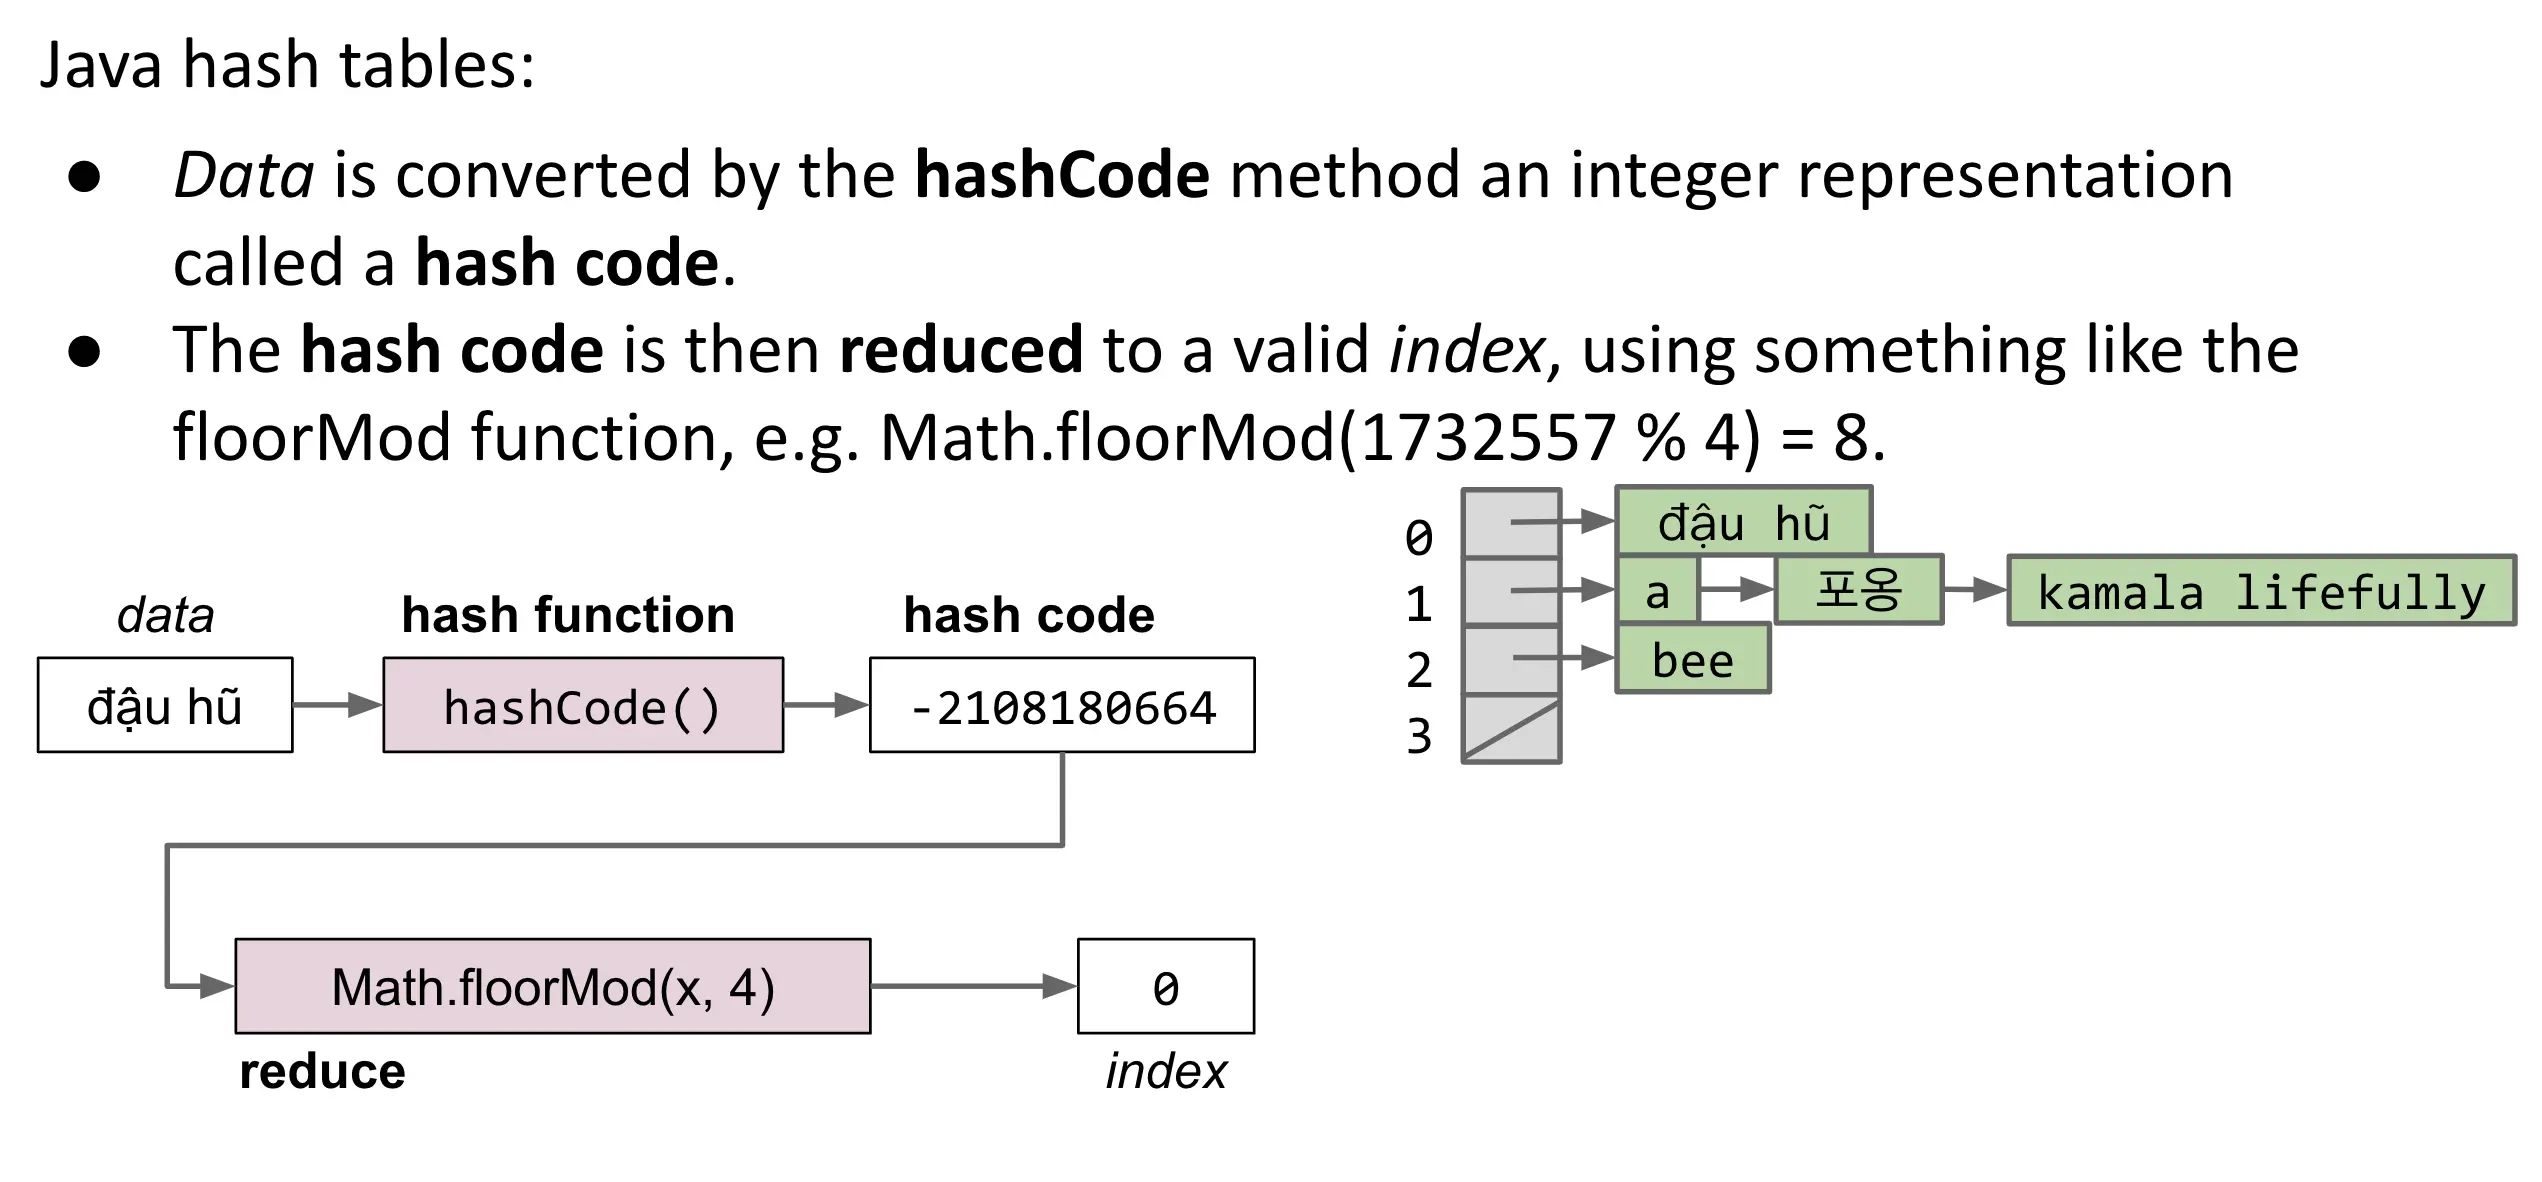 Java hash tables:
● Data is converted by the hashCode method an integer representation
called a hash code.
● The hash code is then reduced to a valid index, using something like the
floorMod function, e.g. Math.floorMod(1732557 % 4) = 8.
data
hash function
hash code
đậu hũ
hashCode()
-2108180664
Math.floorMod(x, 4)
0
reduce
index
0
đậu hũ
1
a
포옹
kamala lifefully
2
bee
3